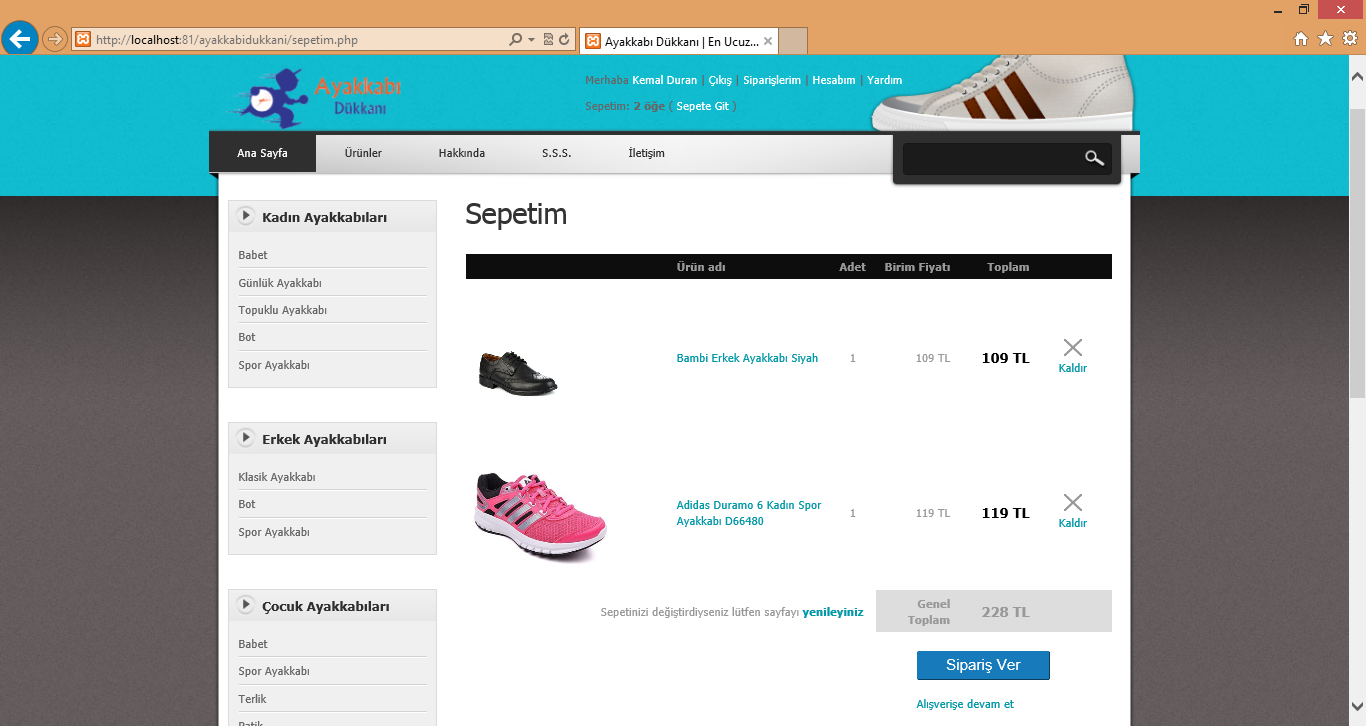 http://localhost:81/ayakkabidukkani/sepetim.php
Ayakkabı Dükkanı | En Ucuz...
Ayakkabı
Dükkanı
Merhaba Kemal Duran | Çıkış | Siparişlerim | Hesabım | Yardım
Sepetim: 2 öğe ( Sepete Git )
Ana Sayfa Ürünler Hakkında S.S.S. İletişim
Kadın Ayakkabıları
Babet
Günlük Ayakkabı
Topuklu Ayakkabı
Bot
Spor Ayakkabı
Erkek Ayakkabıları
Klasik Ayakkabı
Bot
Spor Ayakkabı
Çocuk Ayakkabıları
Babet
Spor Ayakkabı
Terlik
Patik
Sepetim
Ürün adı Adet Birim Fiyatı Toplam
Bambi Erkek Ayakkabı Siyah 1 109 TL 109 TL
Kaldır
Adidas Duramo 6 Kadın Spor
Ayakkabı D66480 1 119 TL 119 TL
Kaldır
Sepetinizi değiştirdiyseniz lütfen sayfayı yenileyiniz
Genel
Toplam 228 TL
Sipariş Ver
Alışverişe devam et